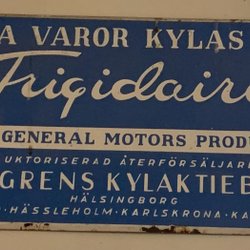 A VAROR KYLAS
Frigidaire
GENERAL MOTORS PROD
UKTORISERAD ÅTERFÖRSÄLJARE
GRENS KYLAKTIEB
HÄLSINGBORG
HÄSSLEHOLM · KARLSKRONA · KA